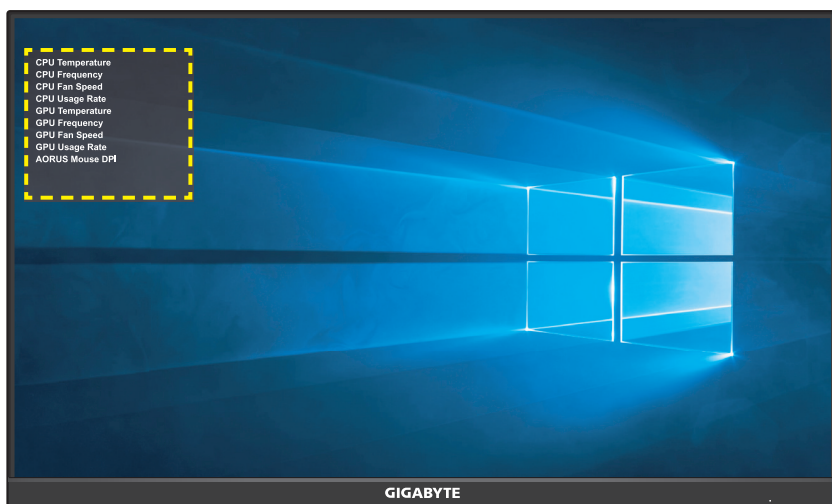 CPU Temperature
CPU Frequency
CPU Fan Speed
CPU Usage Rate
GPU Temperature
GPU Frequency
GPU Fan Speed
GPU Usage Rate
AORUS Mouse DPI
GIGABYTE